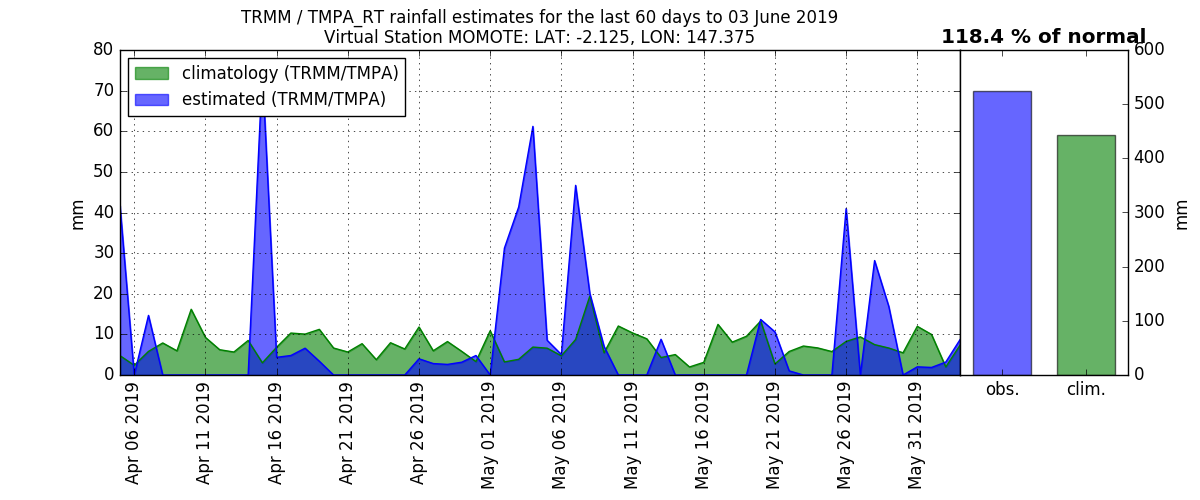 TRMM / TMPA_RT rainfall estimates for the last 60 days to 03 June 2019
Virtual Station MOMOTE: LAT: -2.125, LON: 147.375
118.4 % of normal
climatology (TRMM/TMPA)
estimated (TRMM/TMPA)
80
70
60
50
40
30
20
10
0
mm
Apr 06 2019
Apr 11 2019
Apr 16 2019
Apr 21 2019
Apr 26 2019
May 01 2019
May 06 2019
May 11 2019
May 16 2019
May 21 2019
May 26 2019
May 31 2019
obs.
clim.
600
500
400
300
200
100
0
mm